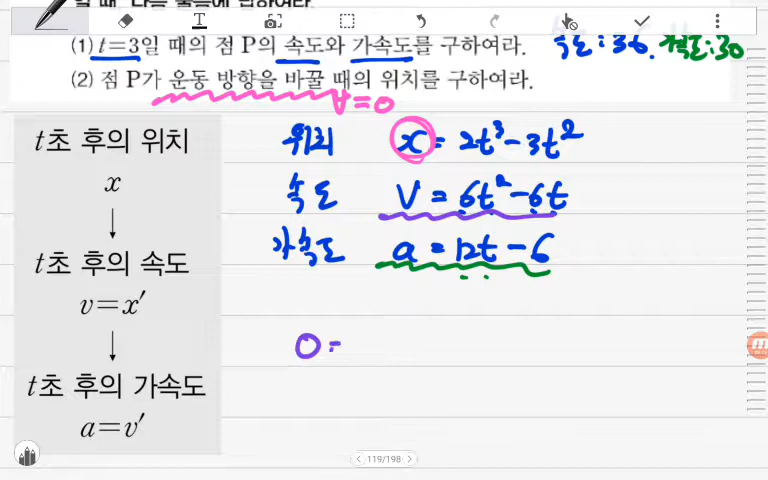 (1) t=3일 때의 점 P의 속도와 가속도를 구하여라.
속도 : 36.
(2) 점 P가 운동 방향을 바꿀 때의 위치를 구하여라.
V=0
t초 후의 위치
x
↓
t초 후의 속도
v=x′
↓
t초 후의 가속도
a=v′
위치 x = 2t³-3t²
속도 V = 6t²-6t
가속도 a = 12t-6
0=
119/198